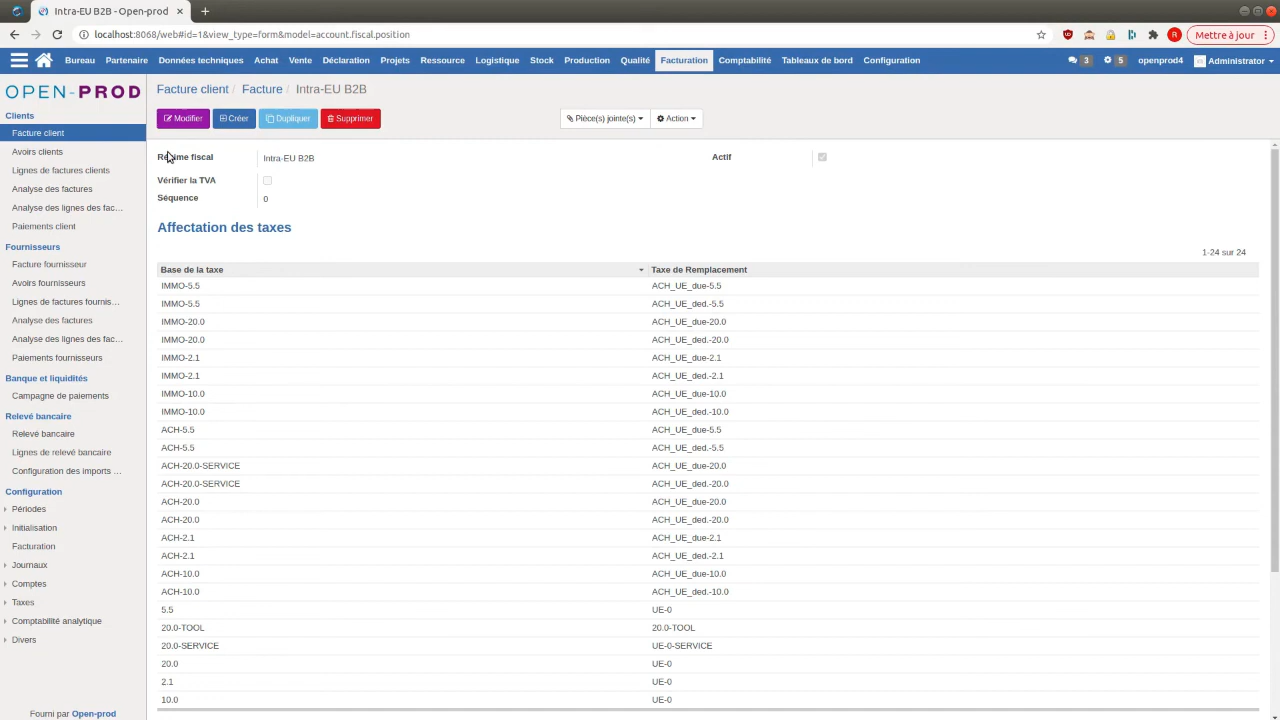 Intra-EU B2B - Open-prod
localhost:8068/web#id=1&view_type=form&model=account.fiscal.position
Mettre à jour
Bureau Partenaire Données techniques Achat Vente Déclaration Projets Ressource Logistique Stock Production Qualité Facturation Comptabilité Tableaux de bord Configuration 3 5 openprod4 Administrator
OPEN-PROD
Clients
Facture client
Avoirs clients
Lignes de factures clients
Analyse des factures
Analyse des lignes des fac...
Paiements client
Fournisseurs
Facture fournisseur
Avoirs fournisseurs
Lignes de factures fournis...
Analyse des factures
Analyse des lignes des fac...
Paiements fournisseurs
Banque et liquidités
Campagne de paiements
Relevé bancaire
Relevé bancaire
Lignes de relevé bancaire
Configuration des imports ...
Configuration
Périodes
Initialisation
Facturation
Journaux
Comptes
Taxes
Comptabilité analytique
Divers
Fourni par Open-prod
Facture client / Facture / Intra-EU B2B
Modifier Créer Dupliquer Supprimer Pièce(s) jointe(s) Action
Régime fiscal Intra-EU B2B Actif
Vérifier la TVA
Séquence 0
Affectation des taxes
1-24 sur 24
Base de la taxe Taxe de Remplacement
IMMO-5.5 ACH_UE_due-5.5
IMMO-5.5 ACH_UE_ded.-5.5
IMMO-20.0 ACH_UE_due-20.0
IMMO-20.0 ACH_UE_ded.-20.0
IMMO-2.1 ACH_UE_due-2.1
IMMO-2.1 ACH_UE_ded.-2.1
IMMO-10.0 ACH_UE_due-10.0
IMMO-10.0 ACH_UE_ded.-10.0
ACH-5.5 ACH_UE_due-5.5
ACH-5.5 ACH_UE_ded.-5.5
ACH-20.0-SERVICE ACH_UE_due-20.0
ACH-20.0-SERVICE ACH_UE_ded.-20.0
ACH-20.0 ACH_UE_due-20.0
ACH-20.0 ACH_UE_ded.-20.0
ACH-2.1 ACH_UE_due-2.1
ACH-2.1 ACH_UE_ded.-2.1
ACH-10.0 ACH_UE_due-10.0
ACH-10.0 ACH_UE_ded.-10.0
5.5 UE-0
20.0-TOOL 20.0-TOOL
20.0-SERVICE UE-0-SERVICE
20.0 UE-0
2.1 UE-0
10.0 UE-0